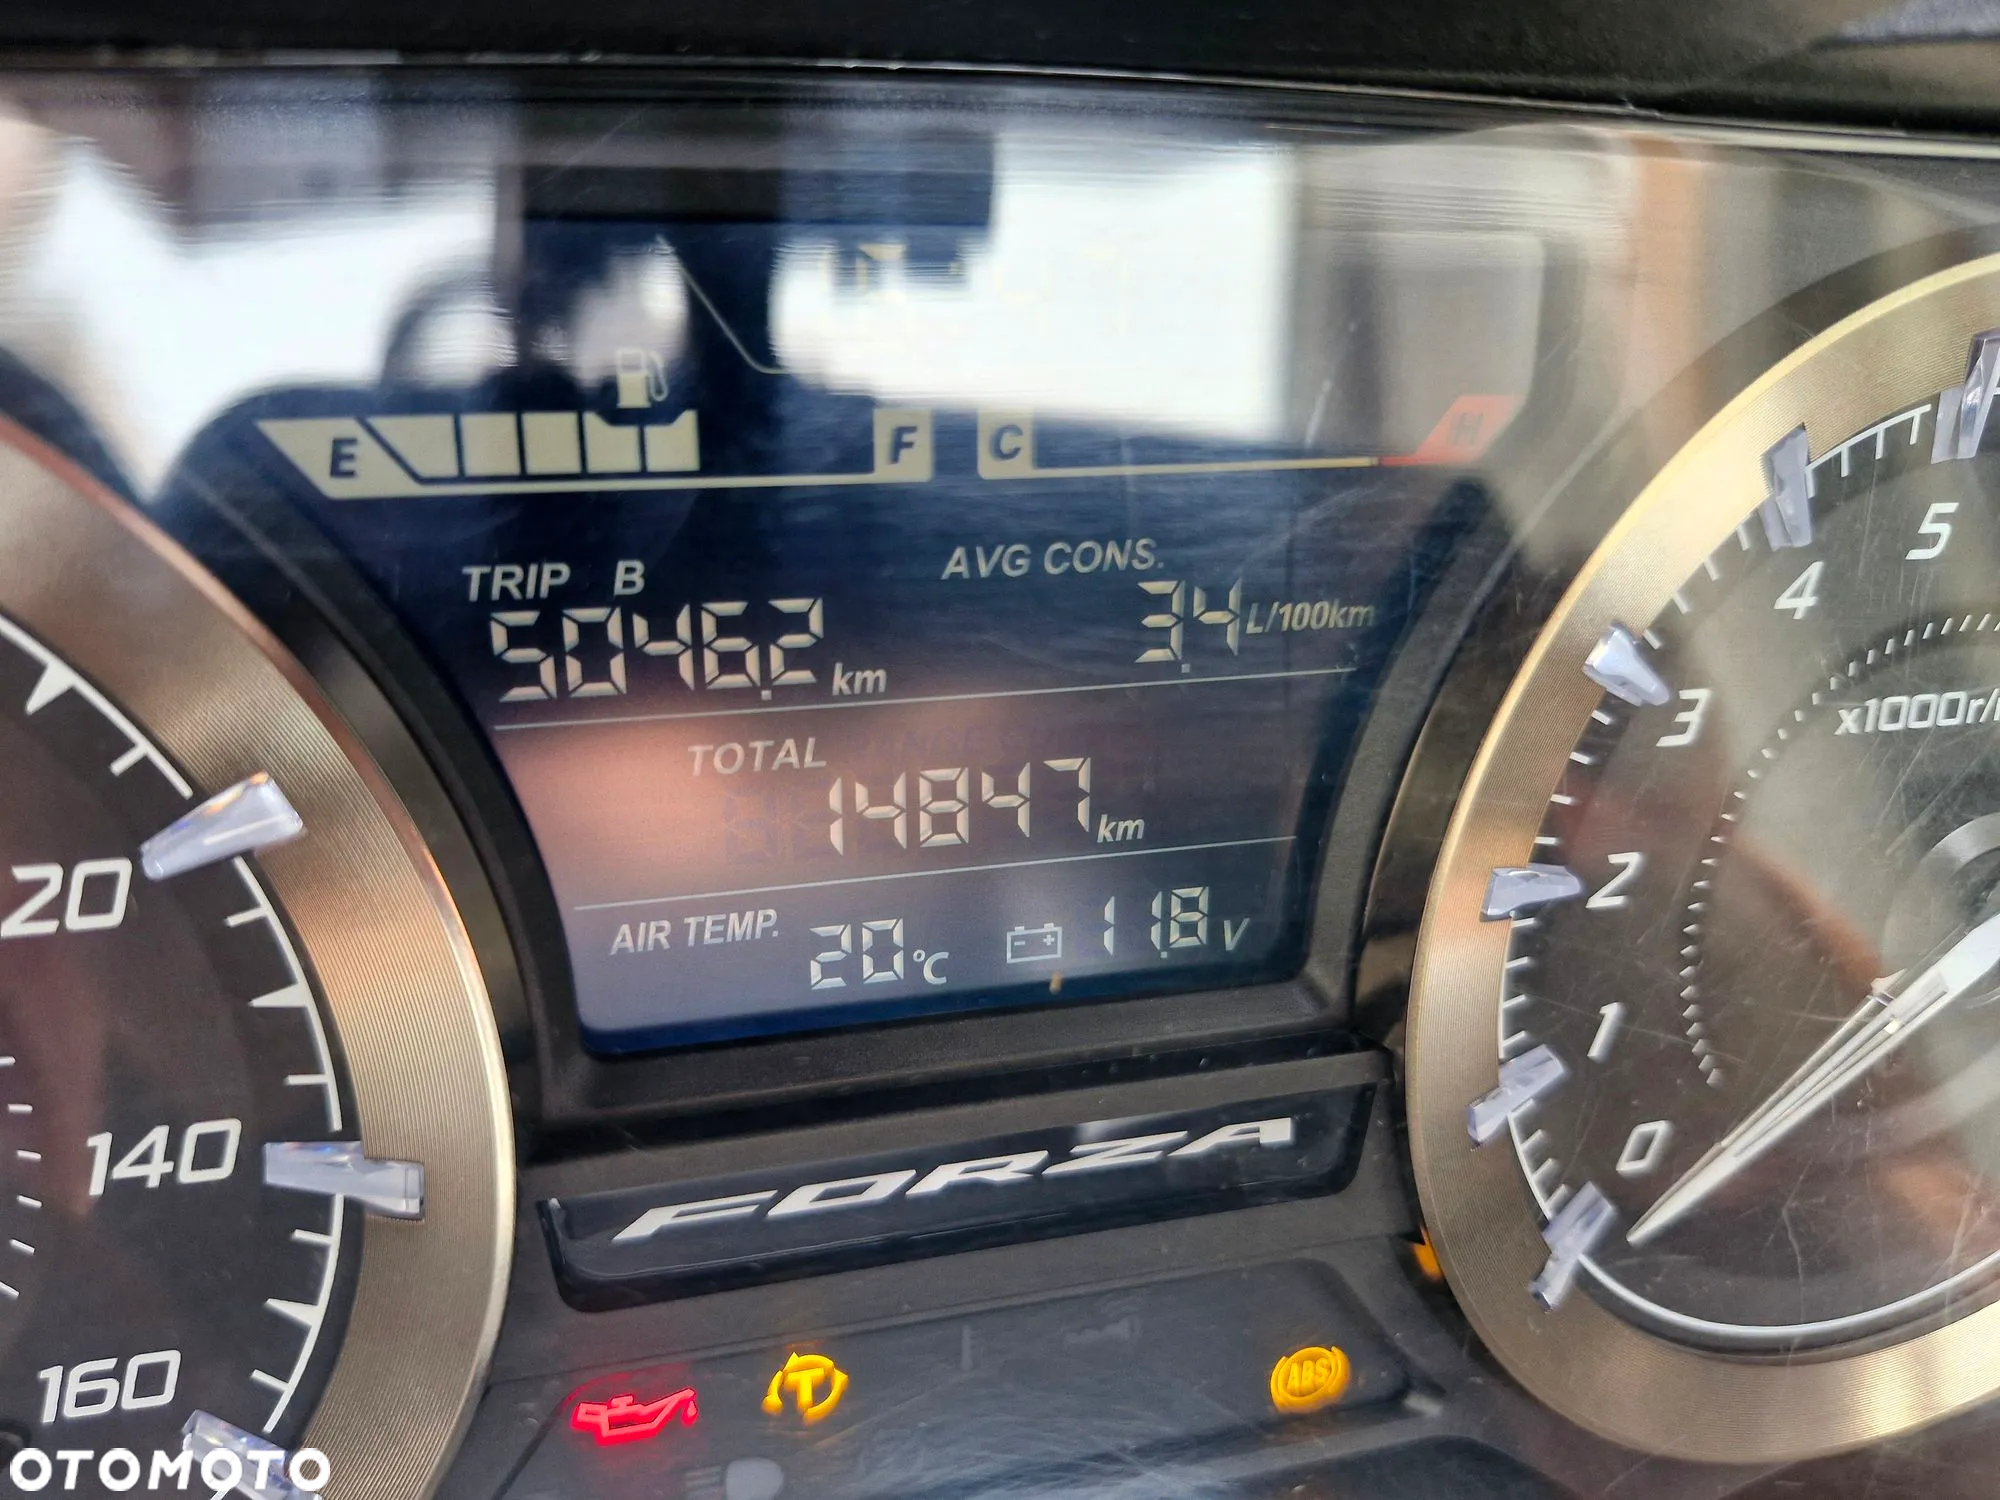 E F C H
TRIP B
AVG CONS.
5046.2 km
3.4 L/100km
TOTAL
14847 km
AIR TEMP. 20°C 11.8 V
FORZA
20
140
160
5
4
3
2
1
0
x1000r/
T
ABS
OTOMOTO